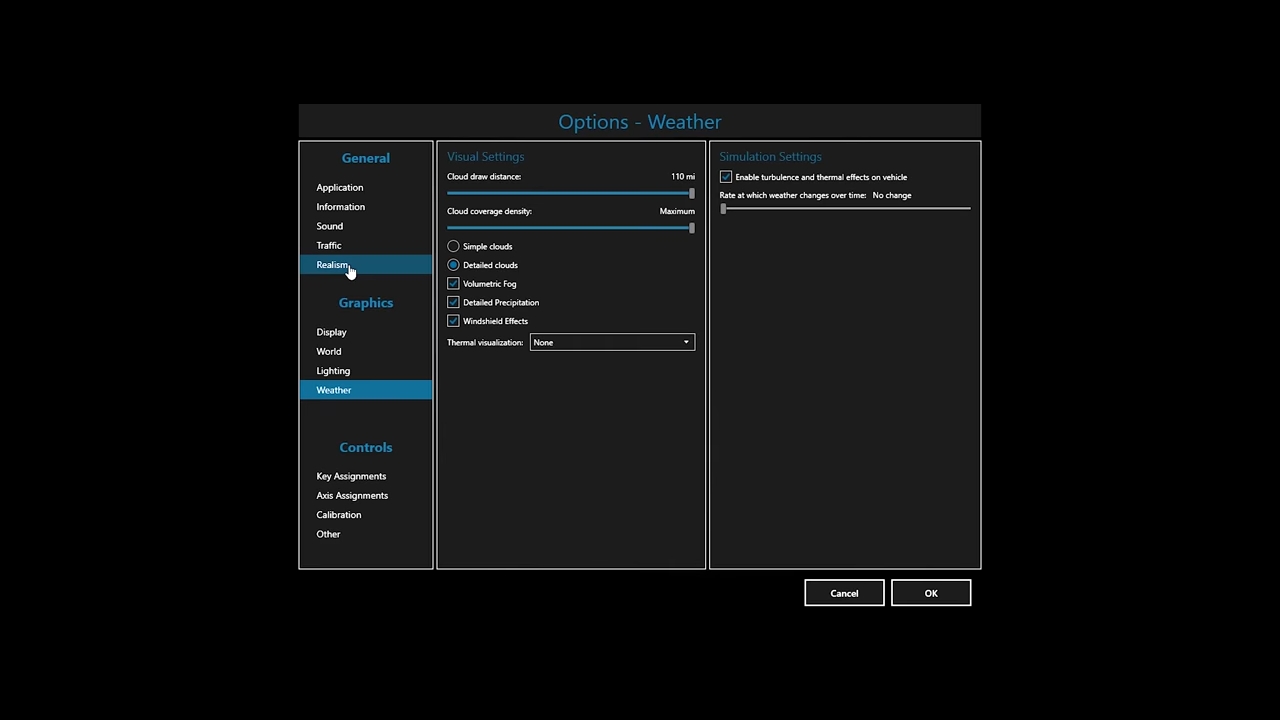 Options - Weather
General
Application
Information
Sound
Traffic
Realism
Graphics
Display
World
Lighting
Weather
Controls
Key Assignments
Axis Assignments
Calibration
Other
Visual Settings
Cloud draw distance: 110 mi
Cloud coverage density: Maximum
Simple clouds
Detailed clouds
Volumetric Fog
Detailed Precipitation
Windshield Effects
Thermal visualization: None
Simulation Settings
Enable turbulence and thermal effects on vehicle
Rate at which weather changes over time: No change
Cancel OK